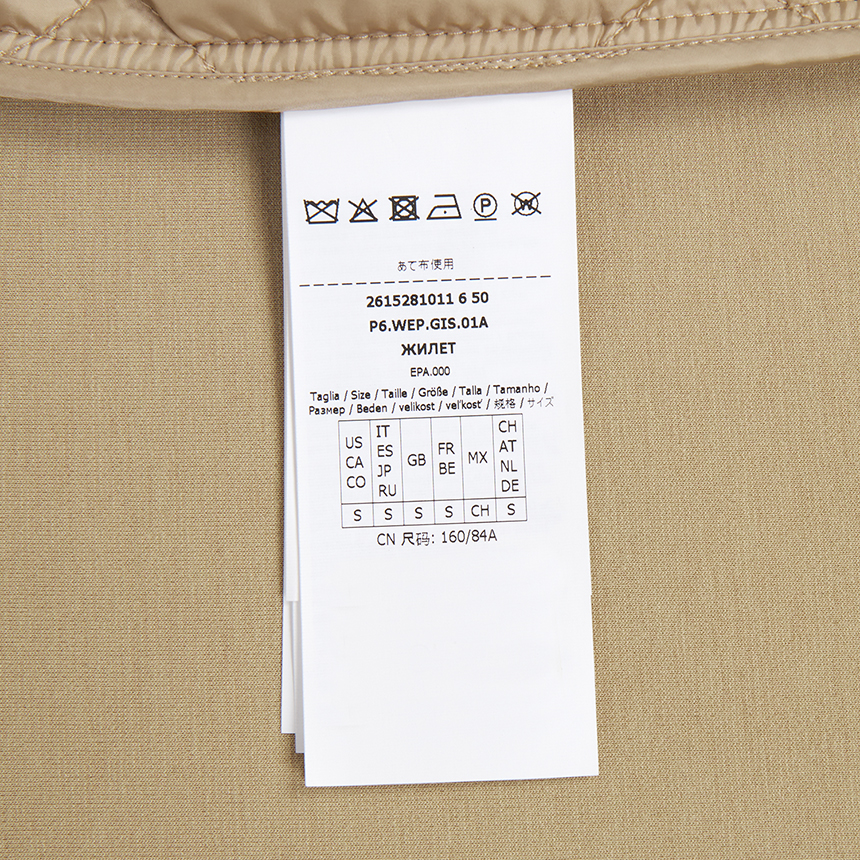 P W
あて布使用
2615281011 6 50
P6.WEP.GIS.01A
ЖИЛЕТ
EPA.000
Taglia / Size / Taille / Größe / Talla / Tamanho /
Размер / Beden / velikost / veľkosť / 规格 / サイズ
US CA CO IT ES JP RU GB FR BE MX CH AT NL DE
S S S S CH S
CN 尺码: 160/84A